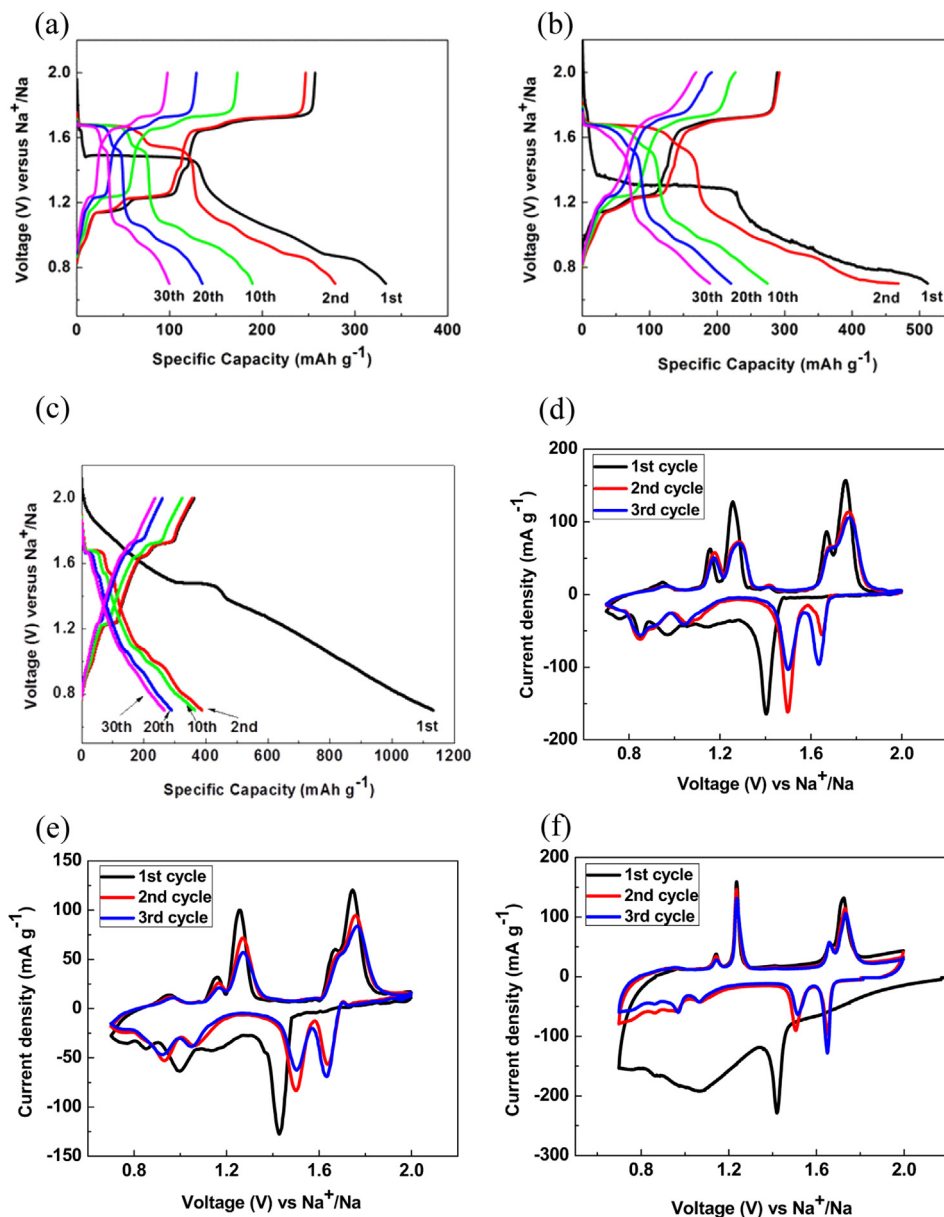 (a)
Voltage (V) versus Na⁺/Na
2.0
1.6
1.2
0.8
30th 20th 10th 2nd 1st
0 100 200 300 400
Specific Capacity (mAh g⁻¹)
(b)
Voltage (V) versus Na⁺/Na
2.0
1.6
1.2
0.8
30th 20th 10th 2nd 1st
0 100 200 300 400 500
Specific Capacity (mAh g⁻¹)
(c)
Voltage (V) versus Na⁺/Na
2.0
1.6
1.2
0.8
30th 20th 10th 2nd 1st
0 200 400 600 800 1000 1200
Specific Capacity (mAh g⁻¹)
(d)
Current density (mA g⁻¹)
200
100
0
-100
-200
1st cycle
2nd cycle
3rd cycle
0.8 1.2 1.6 2.0
Voltage (V) vs Na⁺/Na
(e)
Current density (mA g⁻¹)
150
100
50
0
-50
-100
-150
1st cycle
2nd cycle
3rd cycle
0.8 1.2 1.6 2.0
Voltage (V) vs Na⁺/Na
(f)
Current density (mA g⁻¹)
200
100
0
-100
-200
-300
1st cycle
2nd cycle
3rd cycle
0.8 1.2 1.6 2.0
Voltage (V) vs Na⁺/Na